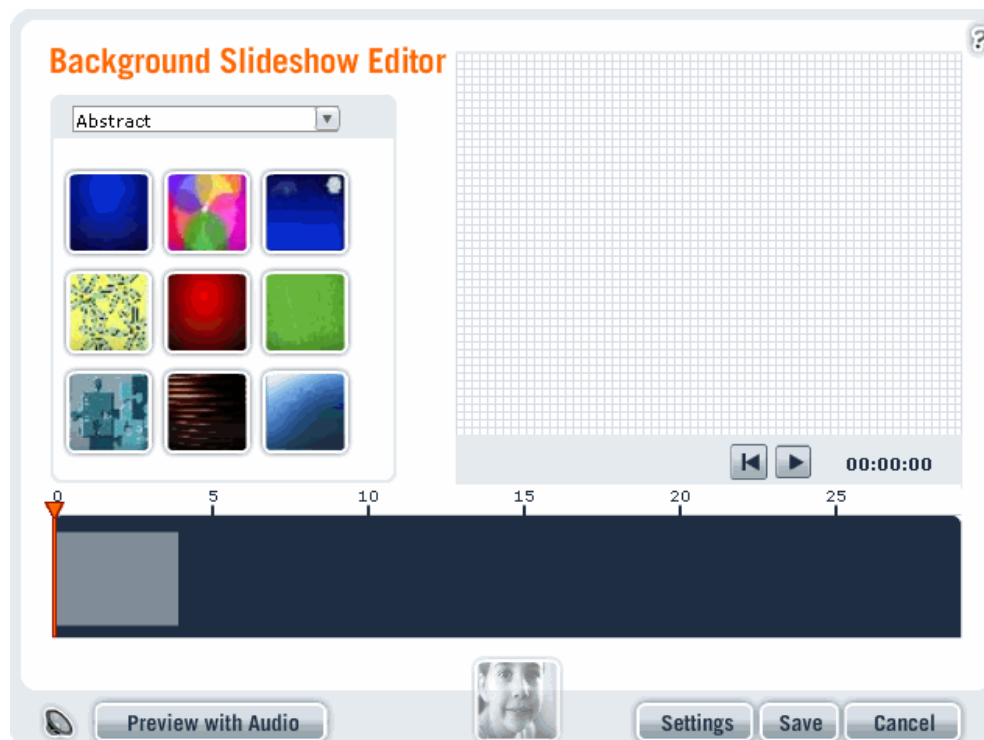 Background Slideshow Editor
?
Abstract
00:00:00
0 5 10 15 20 25
Preview with Audio
Settings
Save
Cancel